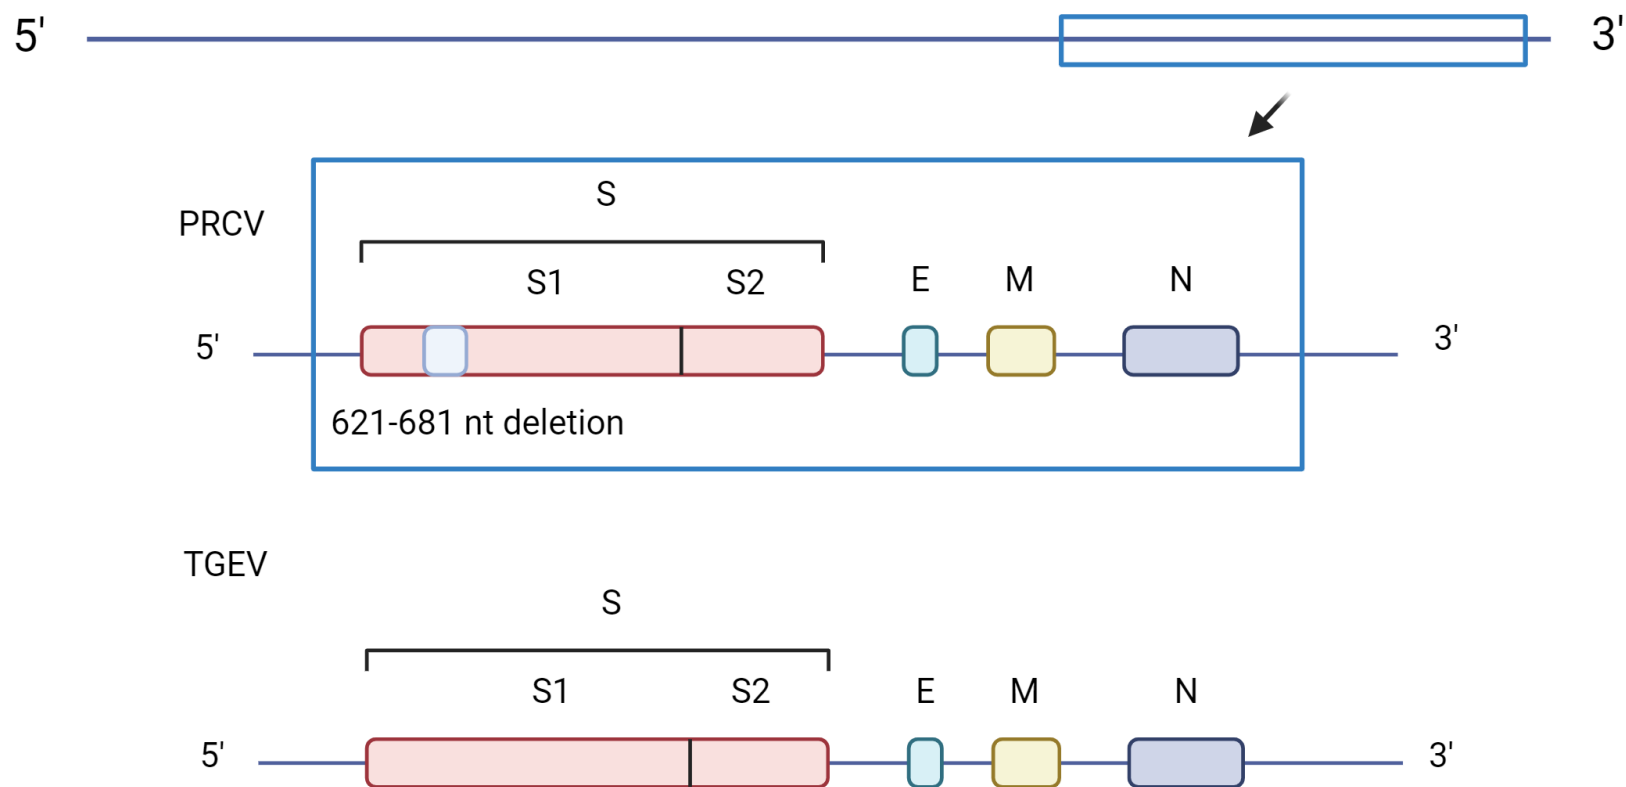 5' 3'
PRCV
S
S1 S2 E M N
5' 3'
621-681 nt deletion
TGEV
S
S1 S2 E M N
5' 3'